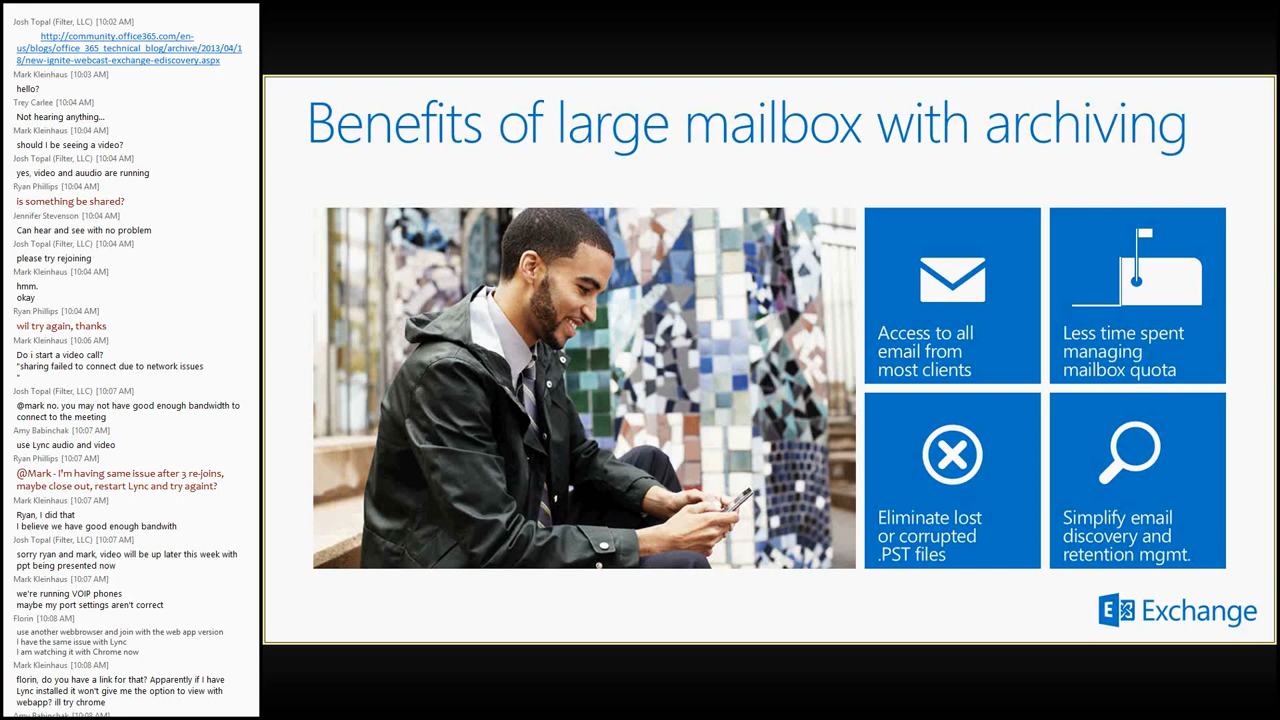 Josh Topal (Filter, LLC) [10:02 AM]
http://community.office365.com/en-
us/blogs/office_365_technical_blog/archive/2013/04/1
8/new-ignite-webcast-exchange-ediscovery.aspx
Mark Kleinhaus [10:03 AM]
hello?
Trey Carlee [10:04 AM]
Not hearing anything...
Mark Kleinhaus [10:04 AM]
should I be seeing a video?
Josh Topal (Filter, LLC) [10:04 AM]
yes, video and auudio are running
Ryan Phillips [10:04 AM]
is something be shared?
Jennifer Stevenson [10:04 AM]
Can hear and see with no problem
Josh Topal (Filter, LLC) [10:04 AM]
please try rejoining
Mark Kleinhaus [10:04 AM]
hmm.
okay
Ryan Phillips [10:04 AM]
wil try again, thanks
Mark Kleinhaus [10:06 AM]
Do i start a video call?
"sharing failed to connect due to network issues
"
Josh Topal (Filter, LLC) [10:07 AM]
@mark no. you may not have good enough bandwidth to
connect to the meeting
Amy Babinchak [10:07 AM]
use Lync audio and video
Ryan Phillips [10:07 AM]
@Mark - I'm having same issue after 3 re-joins,
maybe close out, restart Lync and try againt?
Mark Kleinhaus [10:07 AM]
Ryan, I did that
I believe we have good enough bandwith
Josh Topal (Filter, LLC) [10:07 AM]
sorry ryan and mark, video will be up later this week with
ppt being presented now
Mark Kleinhaus [10:07 AM]
we're running VOIP phones
maybe my port settings aren't correct
Florin [10:08 AM]
use another webbrowser and join with the web app version
I have the same issue with Lync
I am watching it with Chrome now
Mark Kleinhaus [10:08 AM]
florin, do you have a link for that? Apparently if I have
Lync installed it won't give me the option to view with
webapp? ill try chrome
Amy Babinchak [10:08 AM]
Benefits of large mailbox with archiving
Access to all
email from
most clients
Less time spent
managing
mailbox quota
Eliminate lost
or corrupted
.PST files
Simplify email
discovery and
retention mgmt.
Exchange